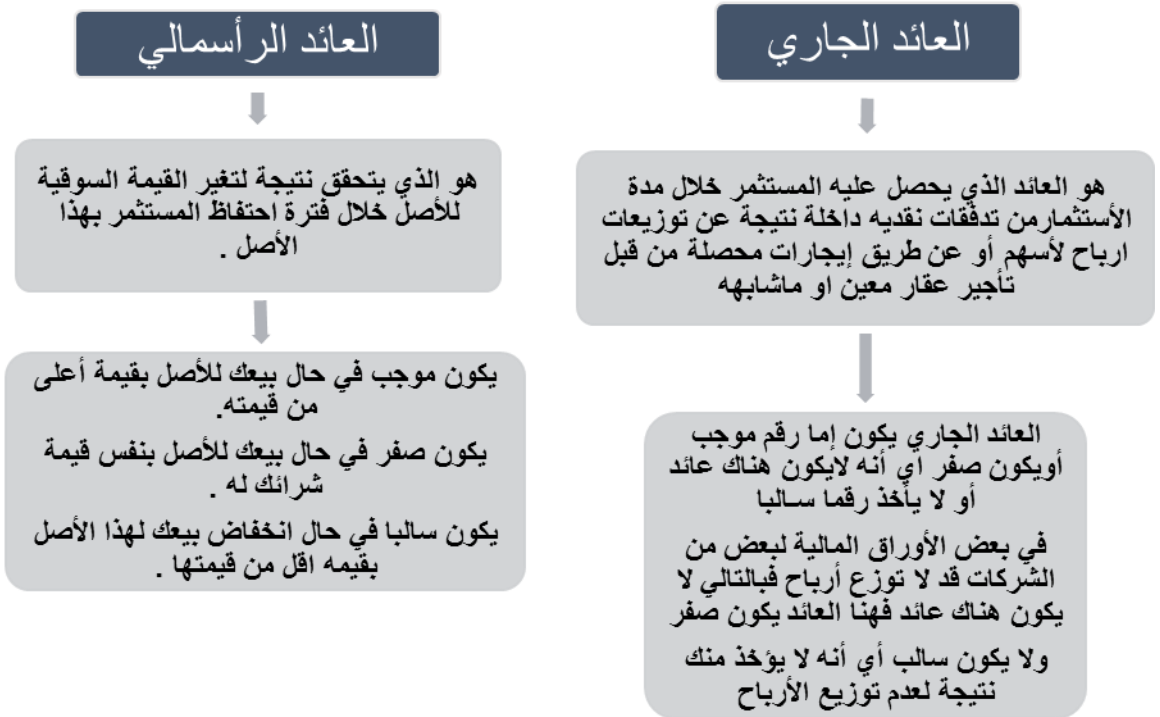 العائد الجاري
هو العائد الذي يحصل عليه المستثمر خلال مدة
الأستثمارمن تدفقات نقديه داخلة نتيجة عن توزيعات
ارباح لأسهم أو عن طريق إيجارات محصلة من قبل
تأجير عقار معين او ماشابهه
العائد الجاري يكون إما رقم موجب
أويكون صفر اي أنه لايكون هناك عائد
أو لا يأخذ رقما سالبا
في بعض الأوراق المالية لبعض من
الشركات قد لا توزع أرباح فبالتالي لا
يكون هناك عائد فهنا العائد يكون صفر
ولا يكون سالب أي أنه لا يؤخذ منك
نتيجة لعدم توزيع الأرباح
العائد الرأسمالي
هو الذي يتحقق نتيجة لتغير القيمة السوقية
للأصل خلال فترة احتفاظ المستثمر بهذا
الأصل .
يكون موجب في حال بيعك للأصل بقيمة أعلى
من قيمته.
يكون صفر في حال بيعك للأصل بنفس قيمة
شرائك له .
يكون سالبا في حال انخفاض بيعك لهذا الأصل
بقيمه اقل من قيمتها .